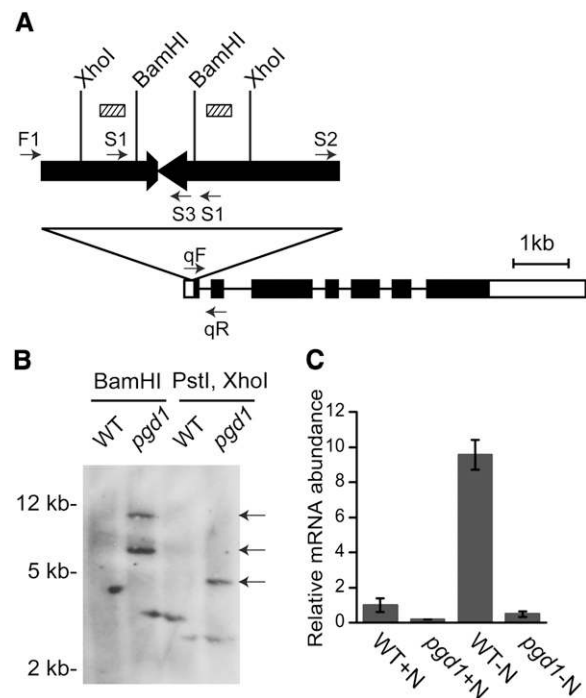 A
XhoI
BamHI
BamHI
XhoI
F1
S1
S2
S3 S1
qF
1kb
qR
B
BamHI PstI, XhoI
WT pgd1 WT pgd1
12 kb-
5 kb-
2 kb-
C
Relative mRNA abundance
12
10
8
6
4
2
0
WT+N pgd1+N WT-N pgd1-N